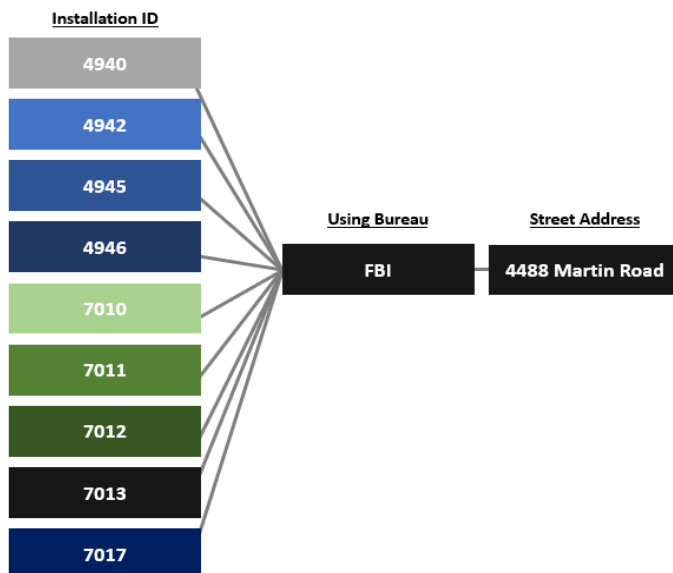 Installation ID
4940
4942
4945
4946
7010
7011
7012
7013
7017
Using Bureau
FBI
Street Address
4488 Martin Road